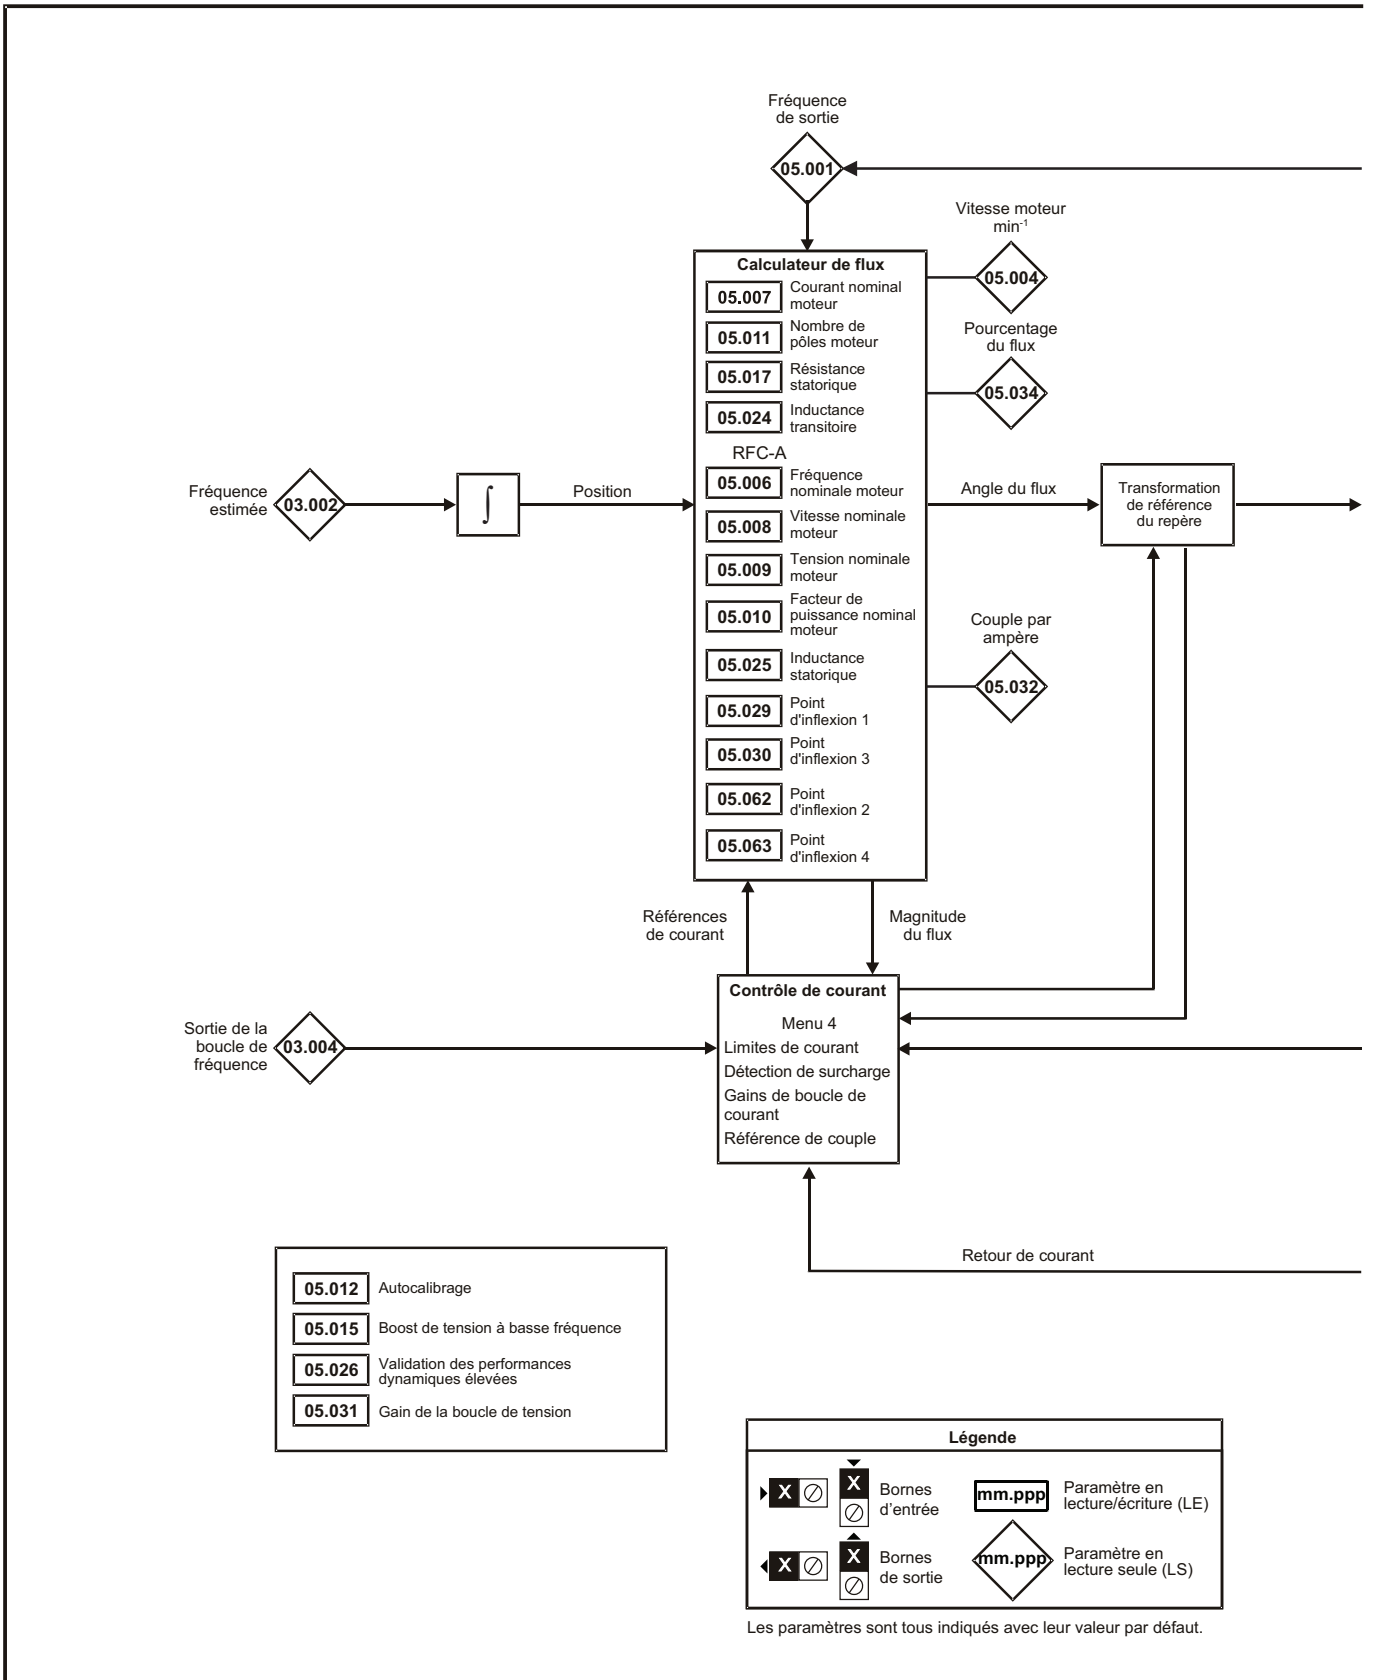 Fréquence
de sortie
05.001
Vitesse moteur
min-1
05.004
Calculateur de flux
05.007
Courant nominal
moteur
05.011
Nombre de
pôles moteur
05.017
Résistance
statorique
05.024
Inductance
transitoire
RFC-A
05.006
Fréquence
nominale moteur
05.008
Vitesse nominale
moteur
05.009
Tension nominale
moteur
05.010
Facteur de
puissance nominal
moteur
05.025
Inductance
statorique
05.029
Point
d'inflexion 1
05.030
Point
d'inflexion 3
05.062
Point
d'inflexion 2
05.063
Point
d'inflexion 4
Pourcentage
du flux
05.034
Fréquence
estimée
03.002
∫
Position
Angle du flux
Transformation
de référence
du repère
Couple par
ampère
05.032
Références
de courant
Magnitude
du flux
Contrôle de courant
Menu 4
Limites de courant
Détection de surcharge
Gains de boucle de
courant
Référence de couple
Sortie de la
boucle de
fréquence
03.004
Retour de courant
05.012
Autocalibrage
05.015
Boost de tension à basse fréquence
05.026
Validation des performances
dynamiques élevées
05.031
Gain de la boucle de tension
Légende
X
X
Bornes
d’entrée
mm.ppp
Paramètre en
lecture/écriture (LE)
X
X
Bornes
de sortie
mm.ppp
Paramètre en
lecture seule (LS)
Les paramètres sont tous indiqués avec leur valeur par défaut.